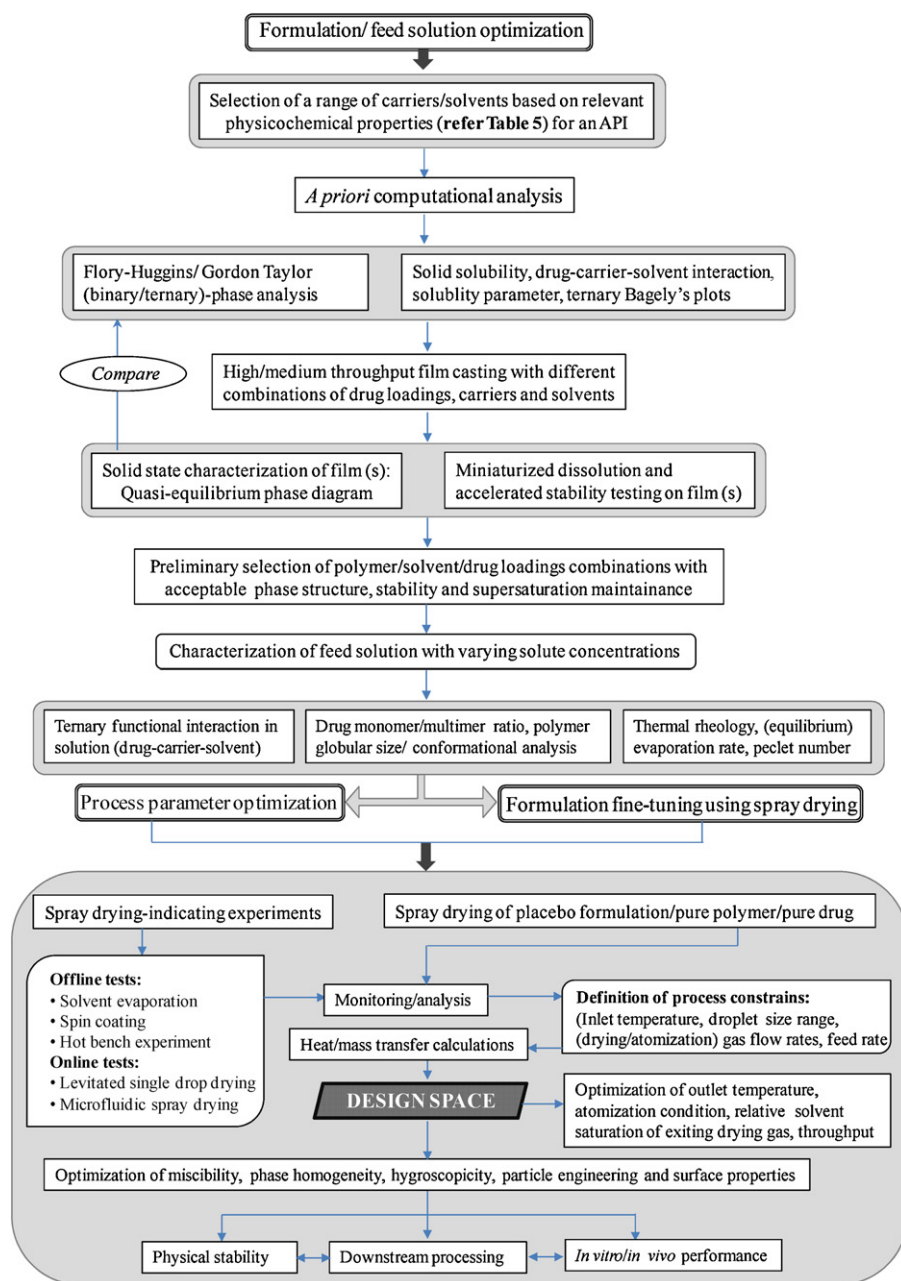 Formulation/ feed solution optimization
Selection of a range of carriers/solvents based on relevant
physicochemical properties (refer Table 5) for an API
A priori computational analysis
Flory-Huggins/ Gordon Taylor
(binary/ternary)-phase analysis
Solid solubility, drug-carrier-solvent interaction,
solublity parameter, ternary Bagely's plots
Compare
High/medium throughput film casting with different
combinations of drug loadings, carriers and solvents
Solid state characterization of film (s):
Quasi-equilibrium phase diagram
Miniaturized dissolution and
accelerated stability testing on film (s)
Preliminary selection of polymer/solvent/drug loadings combinations with
acceptable phase structure, stability and supersaturation maintainance
Characterization of feed solution with varying solute concentrations
Ternary functional interaction in
solution (drug-carrier-solvent)
Drug monomer/multimer ratio, polymer
globular size/ conformational analysis
Thermal rheology, (equilibrium)
evaporation rate, peclet number
Process parameter optimization
Formulation fine-tuning using spray drying
Spray drying-indicating experiments
Spray drying of placebo formulation/pure polymer/pure drug
Offline tests:
• Solvent evaporation
• Spin coating
• Hot bench experiment
Online tests:
• Levitated single drop drying
• Microfluidic spray drying
Monitoring/analysis
Definition of process constrains:
(Inlet temperature, droplet size range,
(drying/atomization) gas flow rates, feed rate
Heat/mass transfer calculations
DESIGN SPACE
Optimization of outlet temperature,
atomization condition, relative solvent
saturation of exiting drying gas, throughput
Optimization of miscibility, phase homogeneity, hygroscopicity, particle engineering and surface properties
Physical stability
Downstream processing
In vitro/in vivo performance